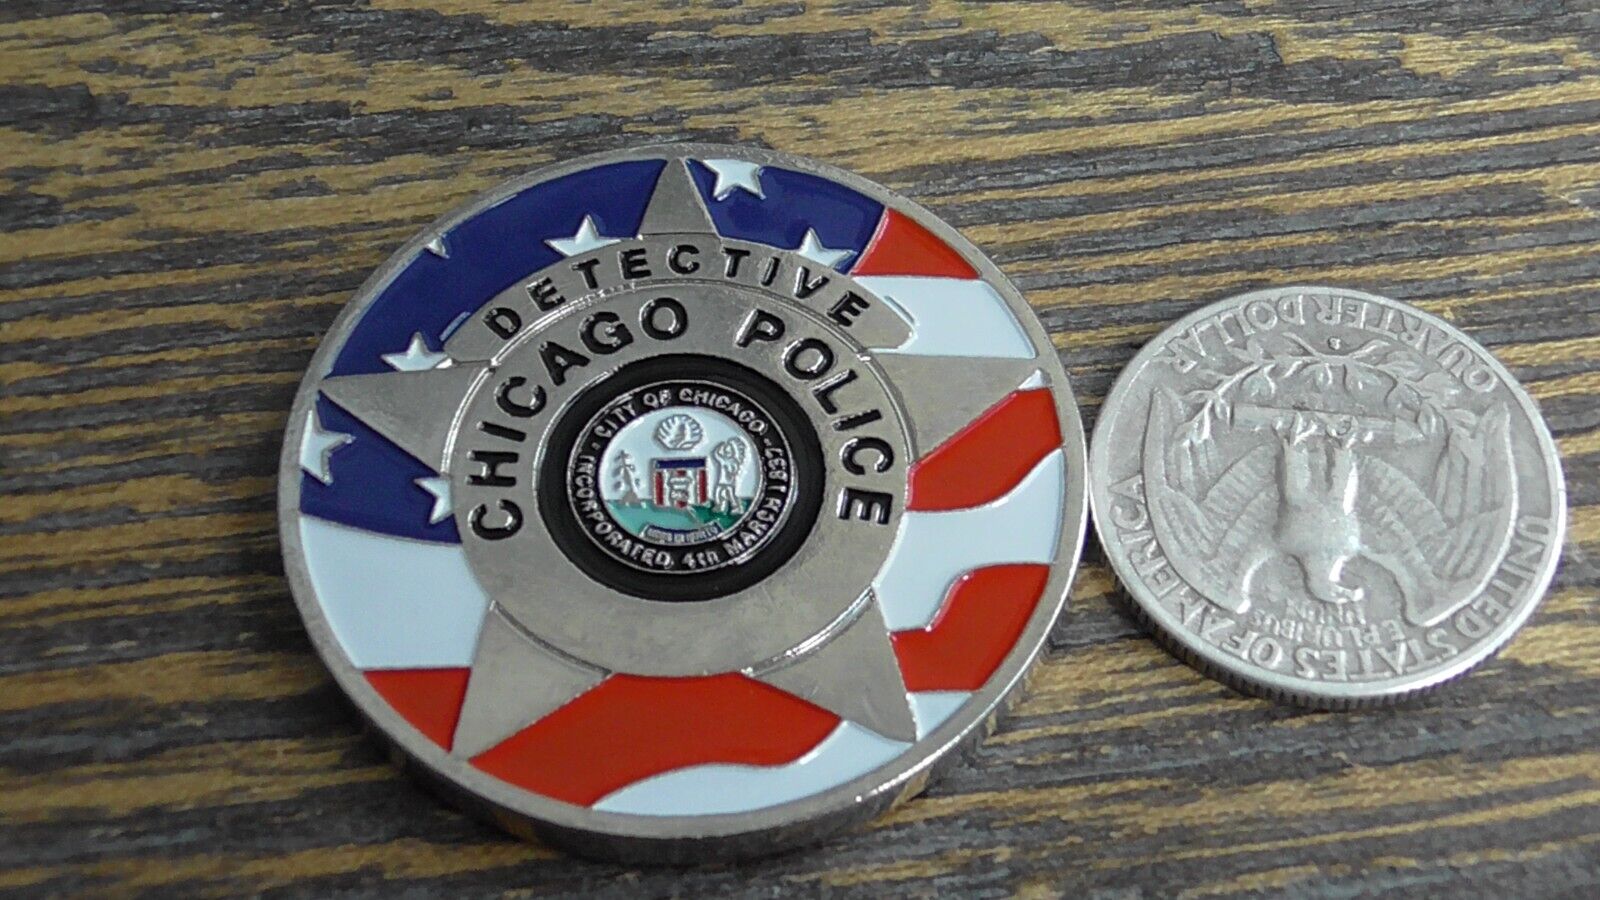 DETECTIVE
CHICAGO POLICE
CITY OF CHICAGO
INCORPORATED 4th MARCH 1837
UNITED STATES OF AMERICA
E PLURIBUS
UNUM
QUARTER DOLLAR
S